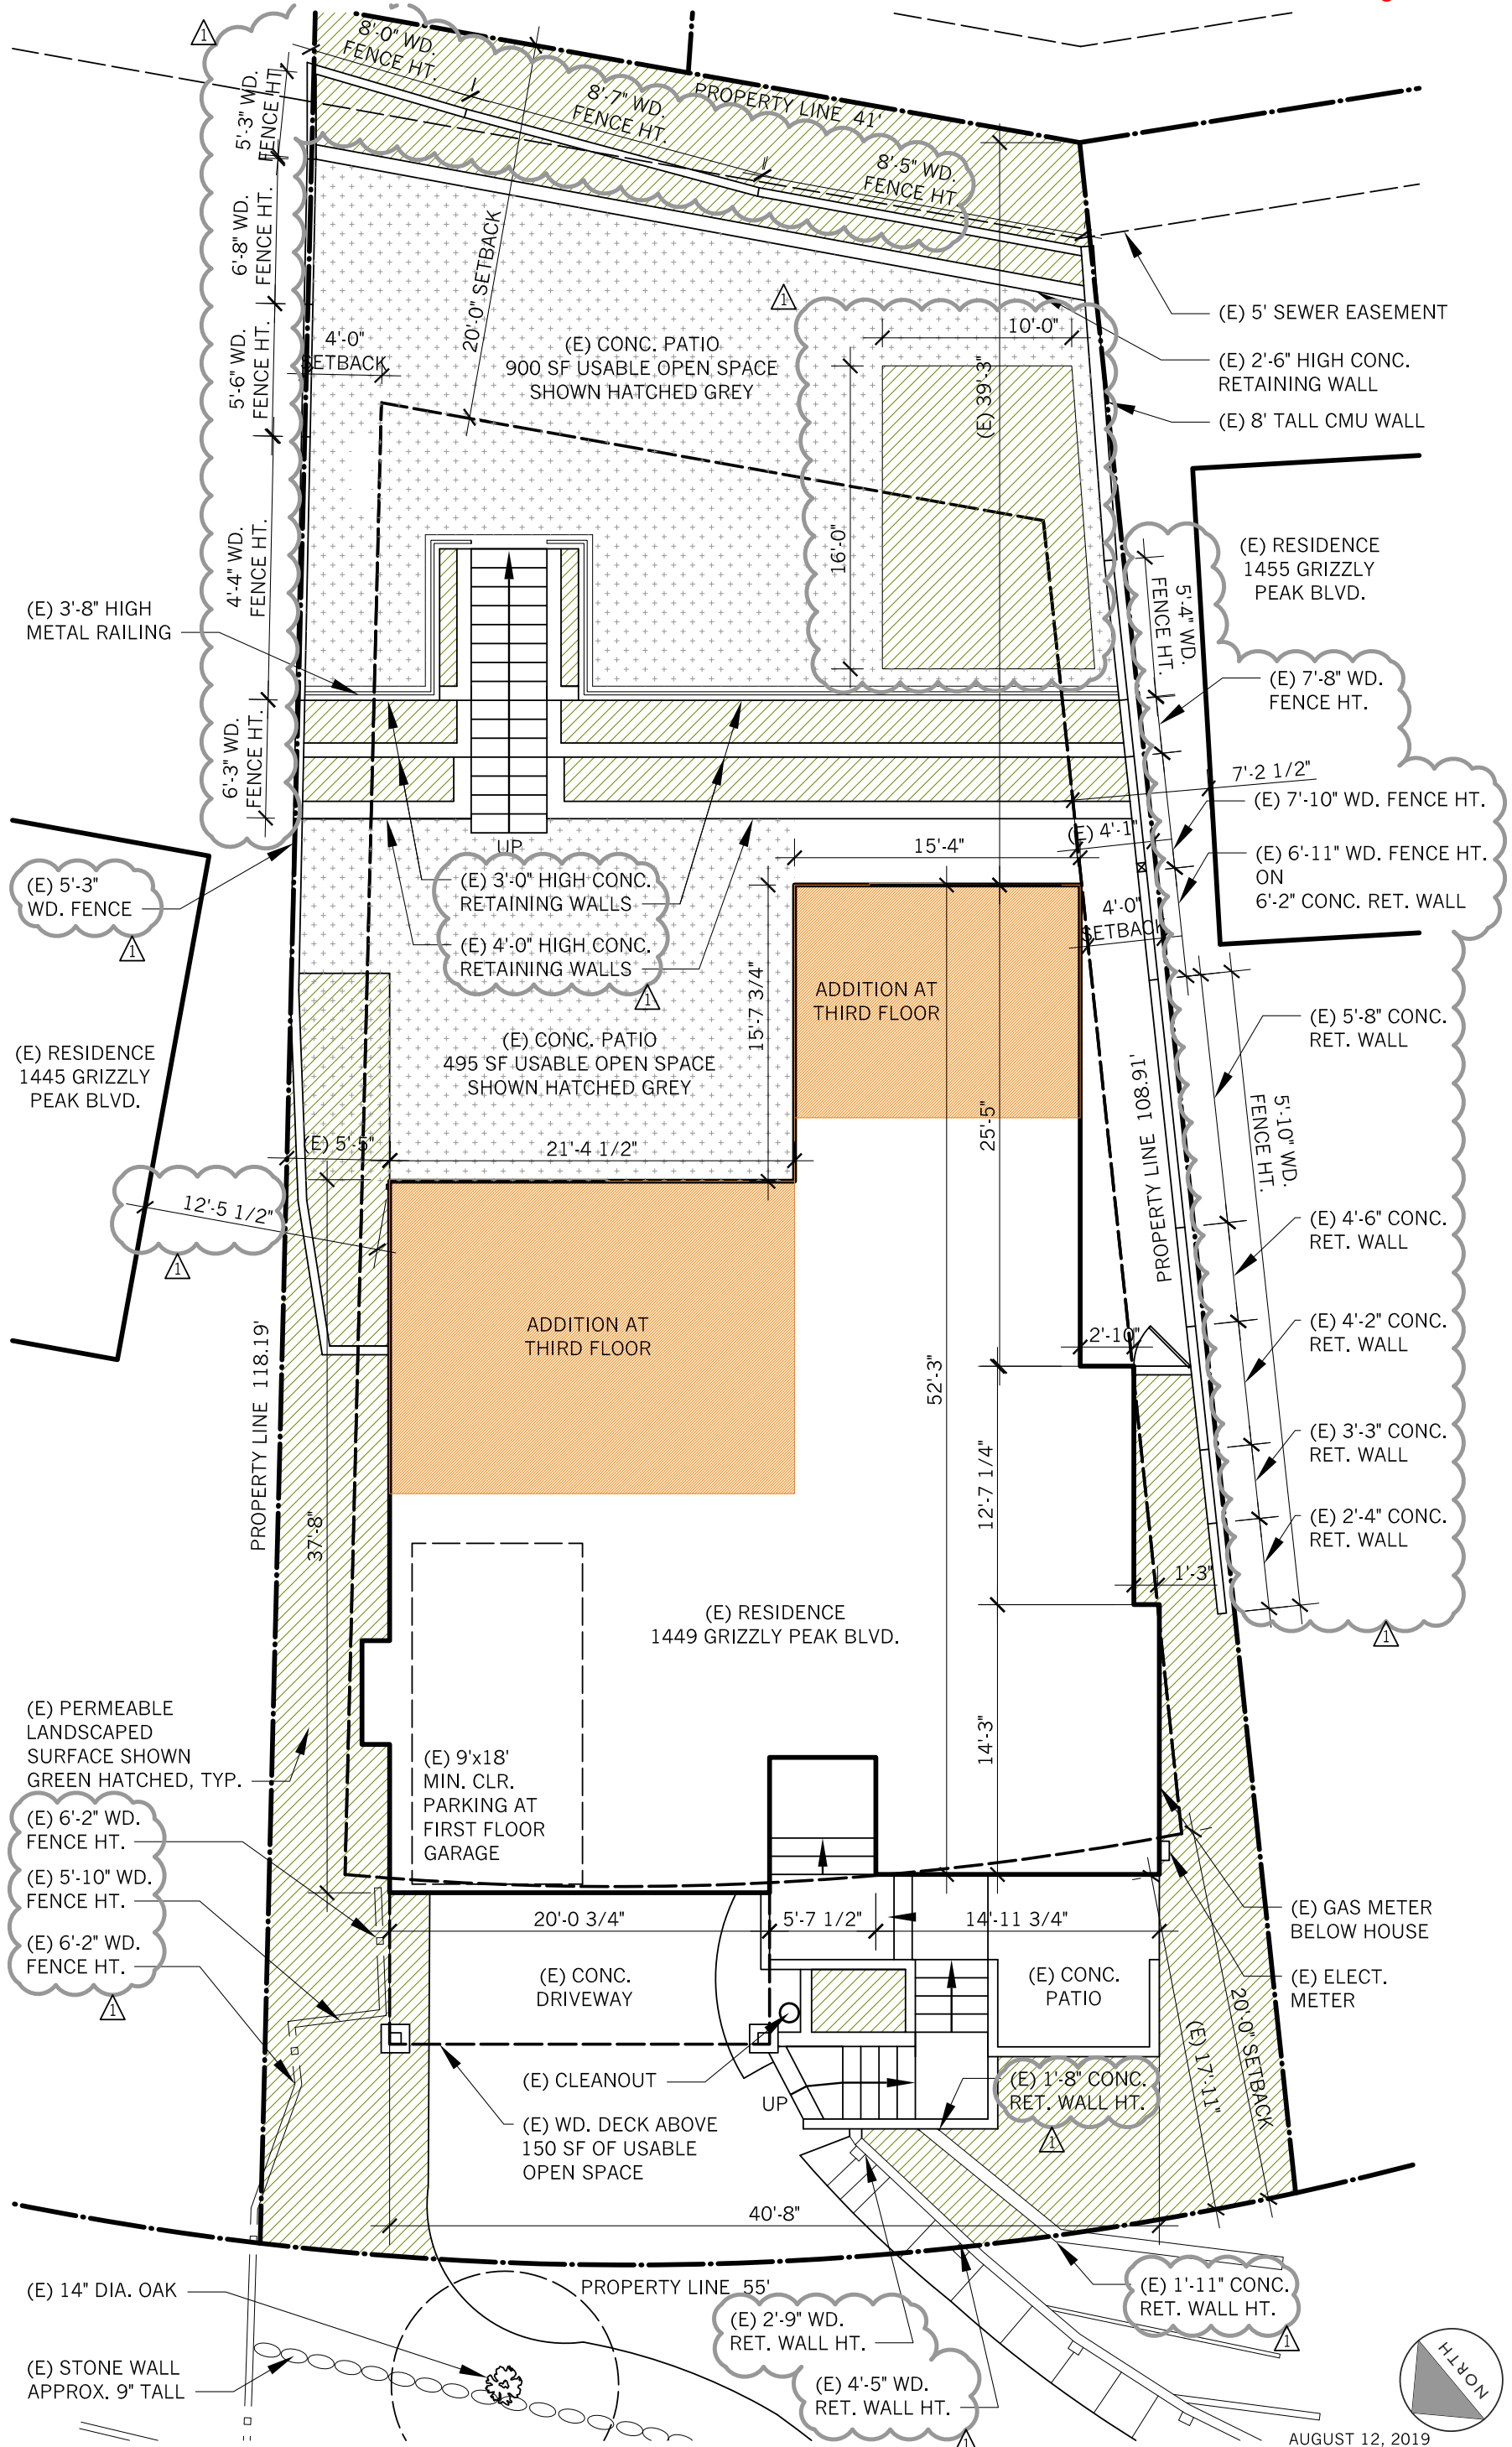 1
8'-0" WD.
FENCE HT.
5'-3" WD.
FENCE HT.
8'-7" WD.
FENCE HT.
PROPERTY LINE 41'
8'-5" WD.
FENCE HT.
6'-8" WD.
FENCE HT.
20'-0" SETBACK
5'-6" WD.
FENCE HT.
4'-0"
SETBACK
(E) CONC. PATIO
900 SF USABLE OPEN SPACE
SHOWN HATCHED GREY
1
10'-0"
(E) 39'-3"
16'-0"
(E) 5' SEWER EASEMENT
(E) 2'-6" HIGH CONC.
RETAINING WALL
(E) 8' TALL CMU WALL
4'-4" WD.
FENCE HT.
(E) RESIDENCE
1455 GRIZZLY
PEAK BLVD.
5'-4" WD.
FENCE HT.
(E) 3'-8" HIGH
METAL RAILING
(E) 7'-8" WD.
FENCE HT.
6'-3" WD.
FENCE HT.
7'-2 1/2"
(E) 7'-10" WD. FENCE HT.
UP
15'-4"
(E) 4'-1"
(E) 6'-11" WD. FENCE HT.
ON
6'-2" CONC. RET. WALL
(E) 5'-3"
WD. FENCE
1
(E) 3'-0" HIGH CONC.
RETAINING WALLS
(E) 4'-0" HIGH CONC.
RETAINING WALLS
1
4'-0"
SETBACK
15'-7 3/4"
ADDITION AT
THIRD FLOOR
(E) 5'-8" CONC.
RET. WALL
(E) RESIDENCE
1445 GRIZZLY
PEAK BLVD.
(E) CONC. PATIO
495 SF USABLE OPEN SPACE
SHOWN HATCHED GREY
25'-5"
PROPERTY LINE 108.91'
5'-10" WD.
FENCE HT.
(E) 5'-5"
21'-4 1/2"
12'-5 1/2"
1
(E) 4'-6" CONC.
RET. WALL
ADDITION AT
THIRD FLOOR
2'-10"
(E) 4'-2" CONC.
RET. WALL
52'-3"
PROPERTY LINE 118.19'
(E) 3'-3" CONC.
RET. WALL
12'-7 1/4"
37'-8"
(E) 2'-4" CONC.
RET. WALL
1'-3"
1
(E) RESIDENCE
1449 GRIZZLY PEAK BLVD.
(E) PERMEABLE
LANDSCAPED
SURFACE SHOWN
GREEN HATCHED, TYP.
14'-3"
(E) 9'x18'
MIN. CLR.
PARKING AT
FIRST FLOOR
GARAGE
(E) 6'-2" WD.
FENCE HT.
(E) 5'-10" WD.
FENCE HT.
(E) 6'-2" WD.
FENCE HT.
1
20'-0 3/4"
5'-7 1/2"
14'-11 3/4"
(E) GAS METER
BELOW HOUSE
(E) CONC.
DRIVEWAY
(E) CONC.
PATIO
(E) ELECT.
METER
(E) 17'-11"
20'-0" SETBACK
(E) CLEANOUT
UP
(E) 1'-8" CONC.
RET. WALL HT.
1
(E) WD. DECK ABOVE
150 SF OF USABLE
OPEN SPACE
40'-8"
(E) 14" DIA. OAK
PROPERTY LINE 55'
(E) 1'-11" CONC.
RET. WALL HT.
1
(E) 2'-9" WD.
RET. WALL HT.
(E) STONE WALL
APPROX. 9" TALL
(E) 4'-5" WD.
RET. WALL HT.
1
NORTH
AUGUST 12, 2019